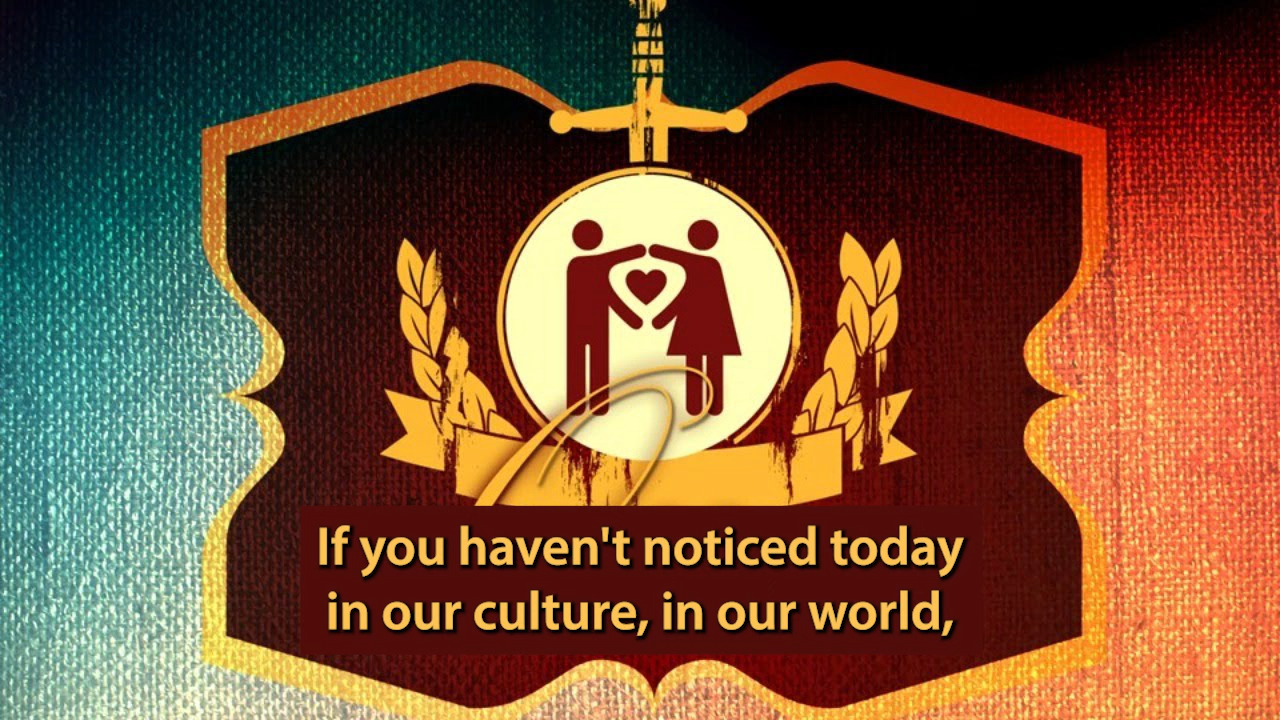 If you haven't noticed today
in our culture, in our world,